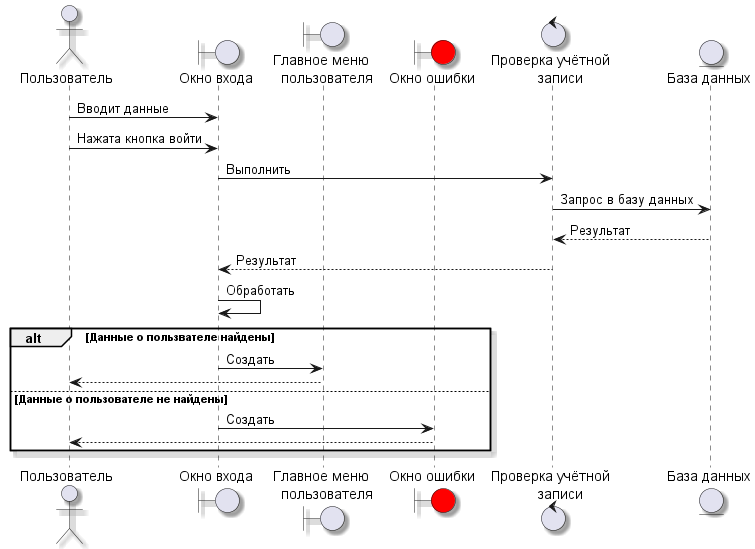 Пользователь
Окно входа
Главное меню
пользователя
Окно ошибки
Проверка учётной
записи
База данных
Вводит данные
Нажата кнопка войти
Выполнить
Запрос в базу данных
Результат
Результат
Обработать
alt [Данные о пользвателе найдены]
Создать
[Данные о пользователе не найдены]
Создать
Пользователь
Окно входа
Главное меню
пользователя
Окно ошибки
Проверка учётной
записи
База данных